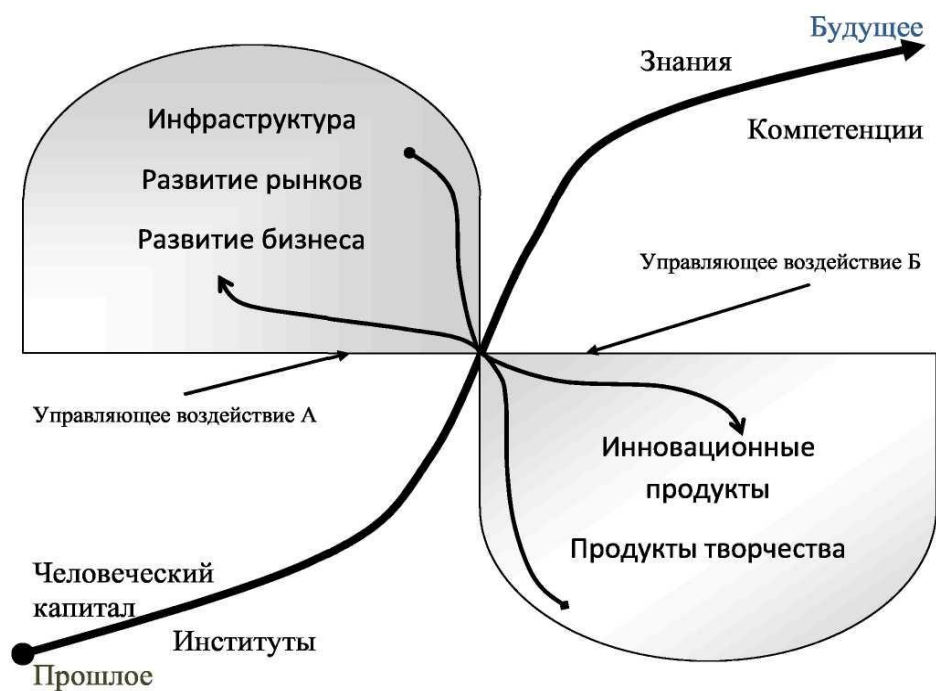 Будущее
Знания
Инфраструктура
Компетенции
Развитие рынков
Развитие бизнеса
Управляющее воздействие Б
Управляющее воздействие А
Инновационные
продукты
Продукты творчества
Человеческий
капитал
Институты
Прошлое